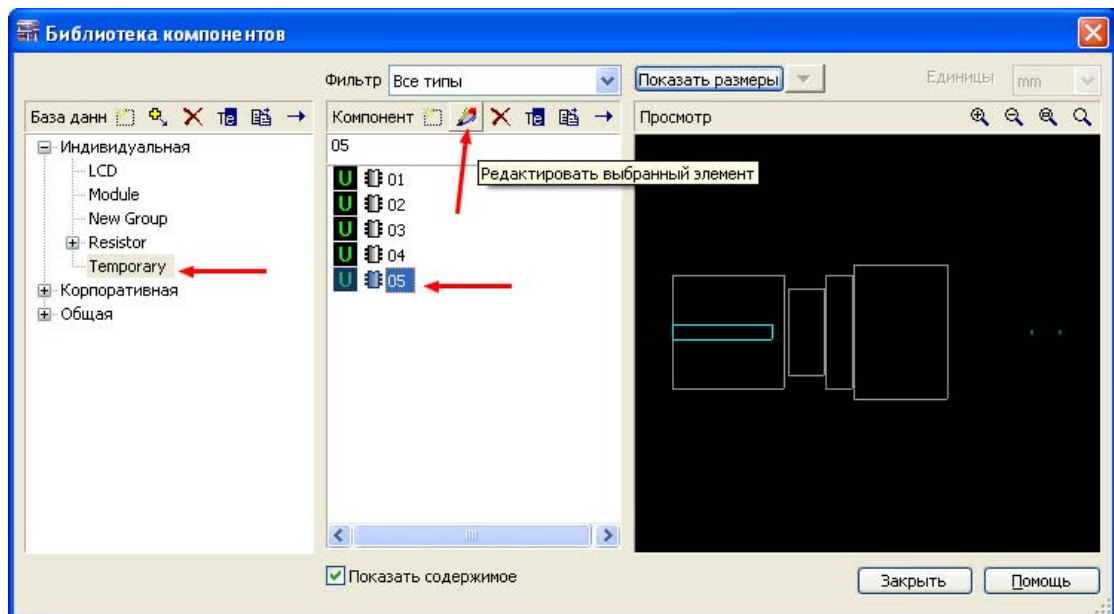 Библиотека компонентов
Фильтр Все типы
Показать размеры
Единицы mm
База данн
Компонент
Просмотр
Индивидуальная
LCD
Module
New Group
Resistor
Temporary
Корпоративная
Общая
05
U 01
U 02
U 03
U 04
U 05
Редактировать выбранный элемент
Показать содержимое
Закрыть
Помощь